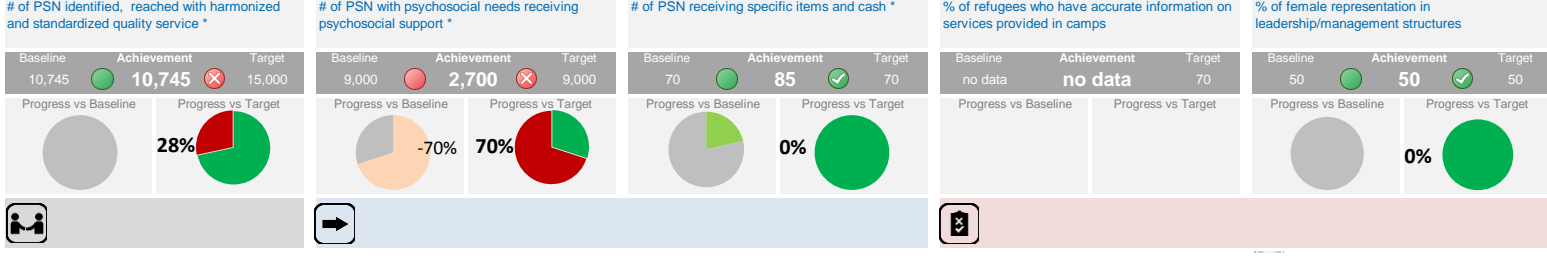 # of PSN identified, reached with harmonized
and standardized quality service *
Baseline Achievement Target
10,745 10,745 15,000
Progress vs Baseline Progress vs Target
28%
# of PSN with psychosocial needs receiving
psychosocial support *
Baseline Achievement Target
9,000 2,700 9,000
Progress vs Baseline Progress vs Target
-70% 70%
# of PSN receiving specific items and cash *
Baseline Achievement Target
70 85 70
Progress vs Baseline Progress vs Target
0%
% of refugees who have accurate information on
services provided in camps
Baseline Achievement Target
no data no data 70
Progress vs Baseline Progress vs Target
% of female representation in
leadership/management structures
Baseline Achievement Target
50 50 50
Progress vs Baseline Progress vs Target
0%